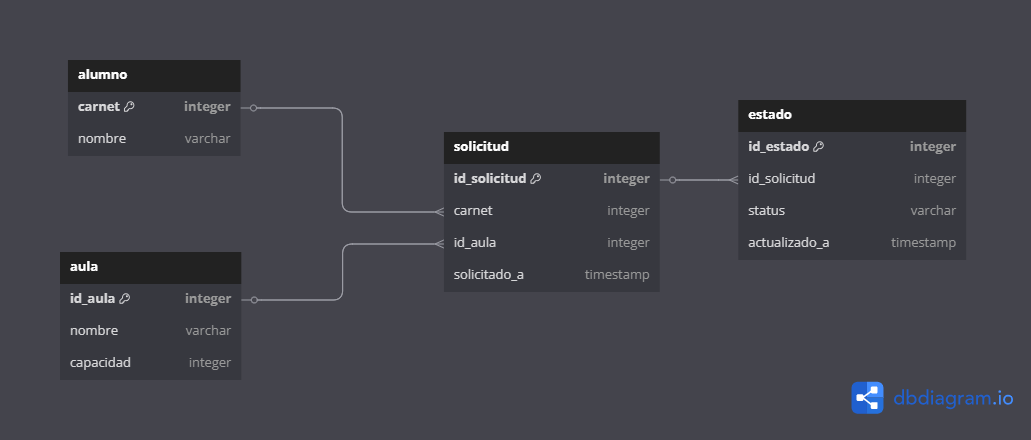 alumno
carnet integer
nombre varchar
aula
id_aula integer
nombre varchar
capacidad integer
solicitud
id_solicitud integer
carnet integer
id_aula integer
solicitado_a timestamp
estado
id_estado integer
id_solicitud integer
status varchar
actualizado_a timestamp
dbdiagram.io